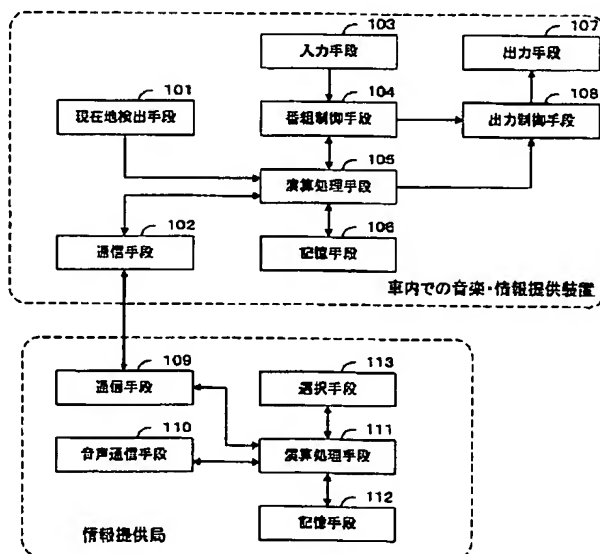 103
入力手段
107
出力手段
101
現在地検出手段
104
番組制御手段
108
出力制御手段
105
演算処理手段
102
通信手段
106
記憶手段
車内での音楽・情報提供装置
109
通信手段
113
選択手段
110
音声通信手段
111
演算処理手段
112
記憶手段
情報提供局